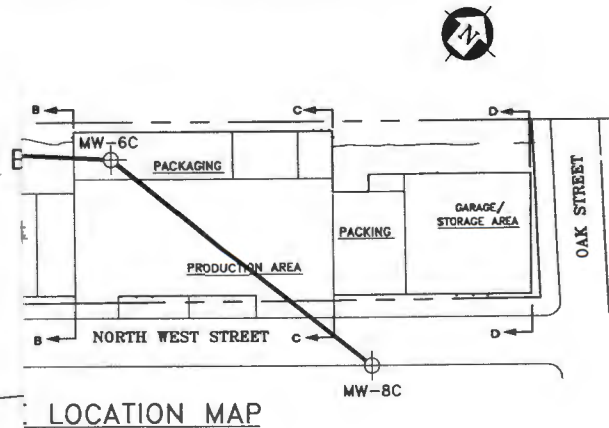 N
B
C
D
MW-6C
E
PACKAGING
GARAGE/
STORAGE AREA
OAK STREET
PACKING
PRODUCTION AREA
B
NORTH WEST STREET
C
D
MW-8C
LOCATION MAP